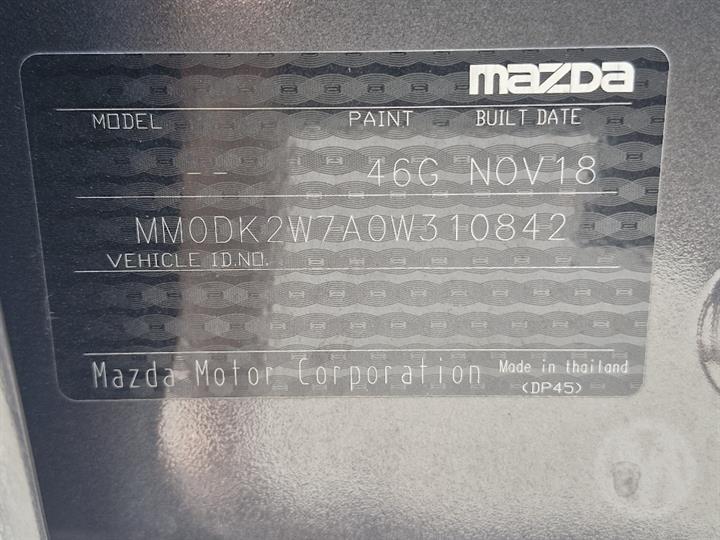 mazda
MODEL PAINT BUILT DATE
-- 46G NOV18
MM0DK2W7A0W310842
VEHICLE ID.NO.
Mazda Motor Corporation Made in thailand
(DP45)